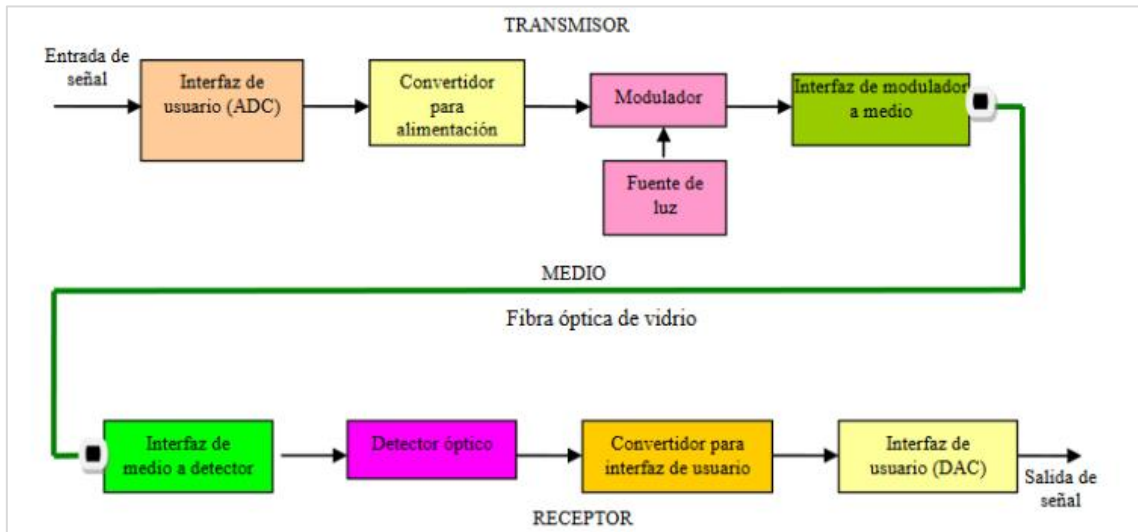 TRANSMISOR
Entrada de
señal
Interfaz de
usuario (ADC)
Convertidor
para
alimentación
Modulador
Interfaz de modulador
a medio
Fuente de
luz
MEDIO
Fibra óptica de vidrio
Interfaz de
medio a detector
Detector óptico
Convertidor para
interfaz de usuario
Interfaz de
usuario (DAC)
Salida de
señal
RECEPTOR